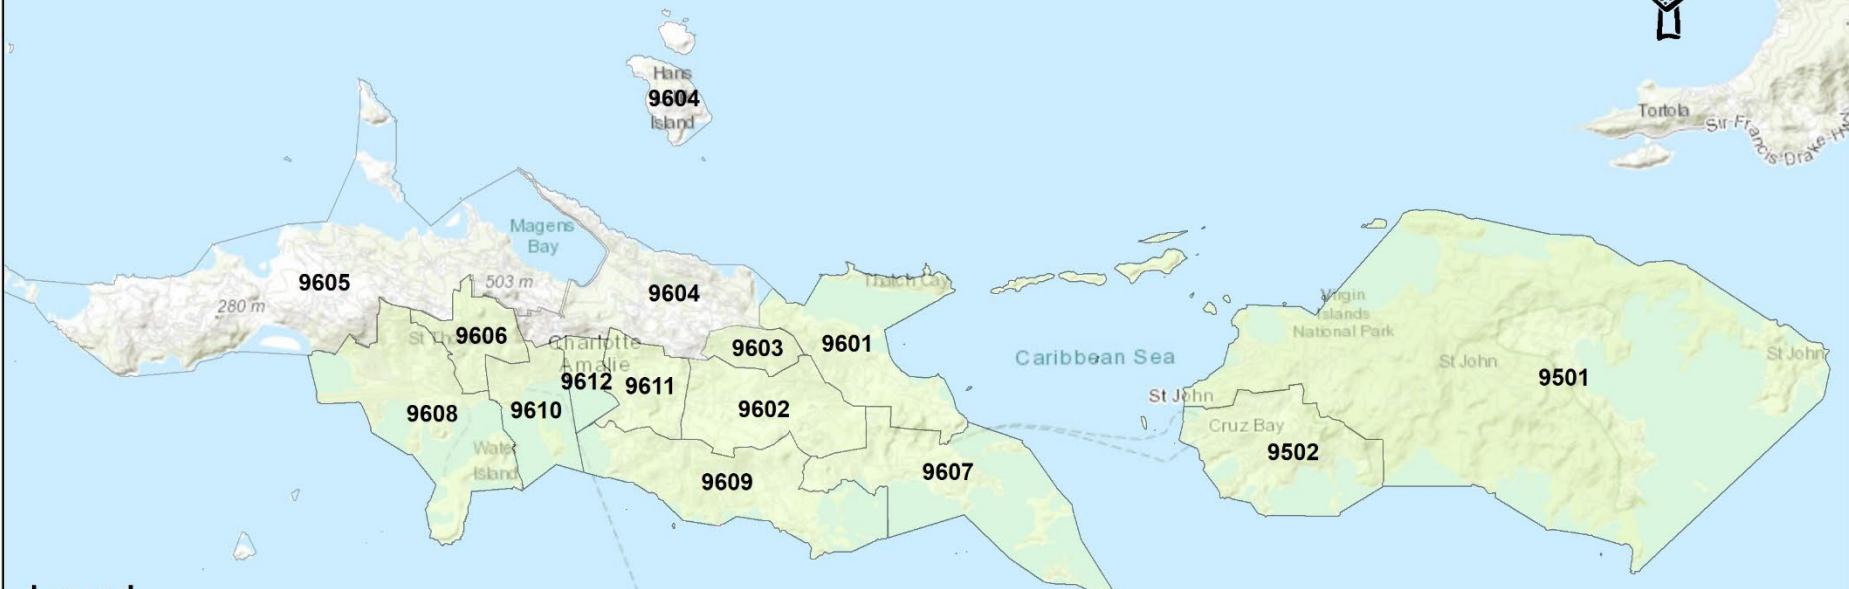 Hans
9604
Island
Tortola
Sir-Francis-Drake-H
Magens
Bay
9605
503 m
280 m
9604
Thatch Cay
Virgin
Islands
National Park
9606
Charlotte
Amalie
9603
9601
Caribbean Sea
St John
St John
9501
9612
9611
St John
9608
9610
9602
Cruz Bay
9502
Water
Island
9609
9607